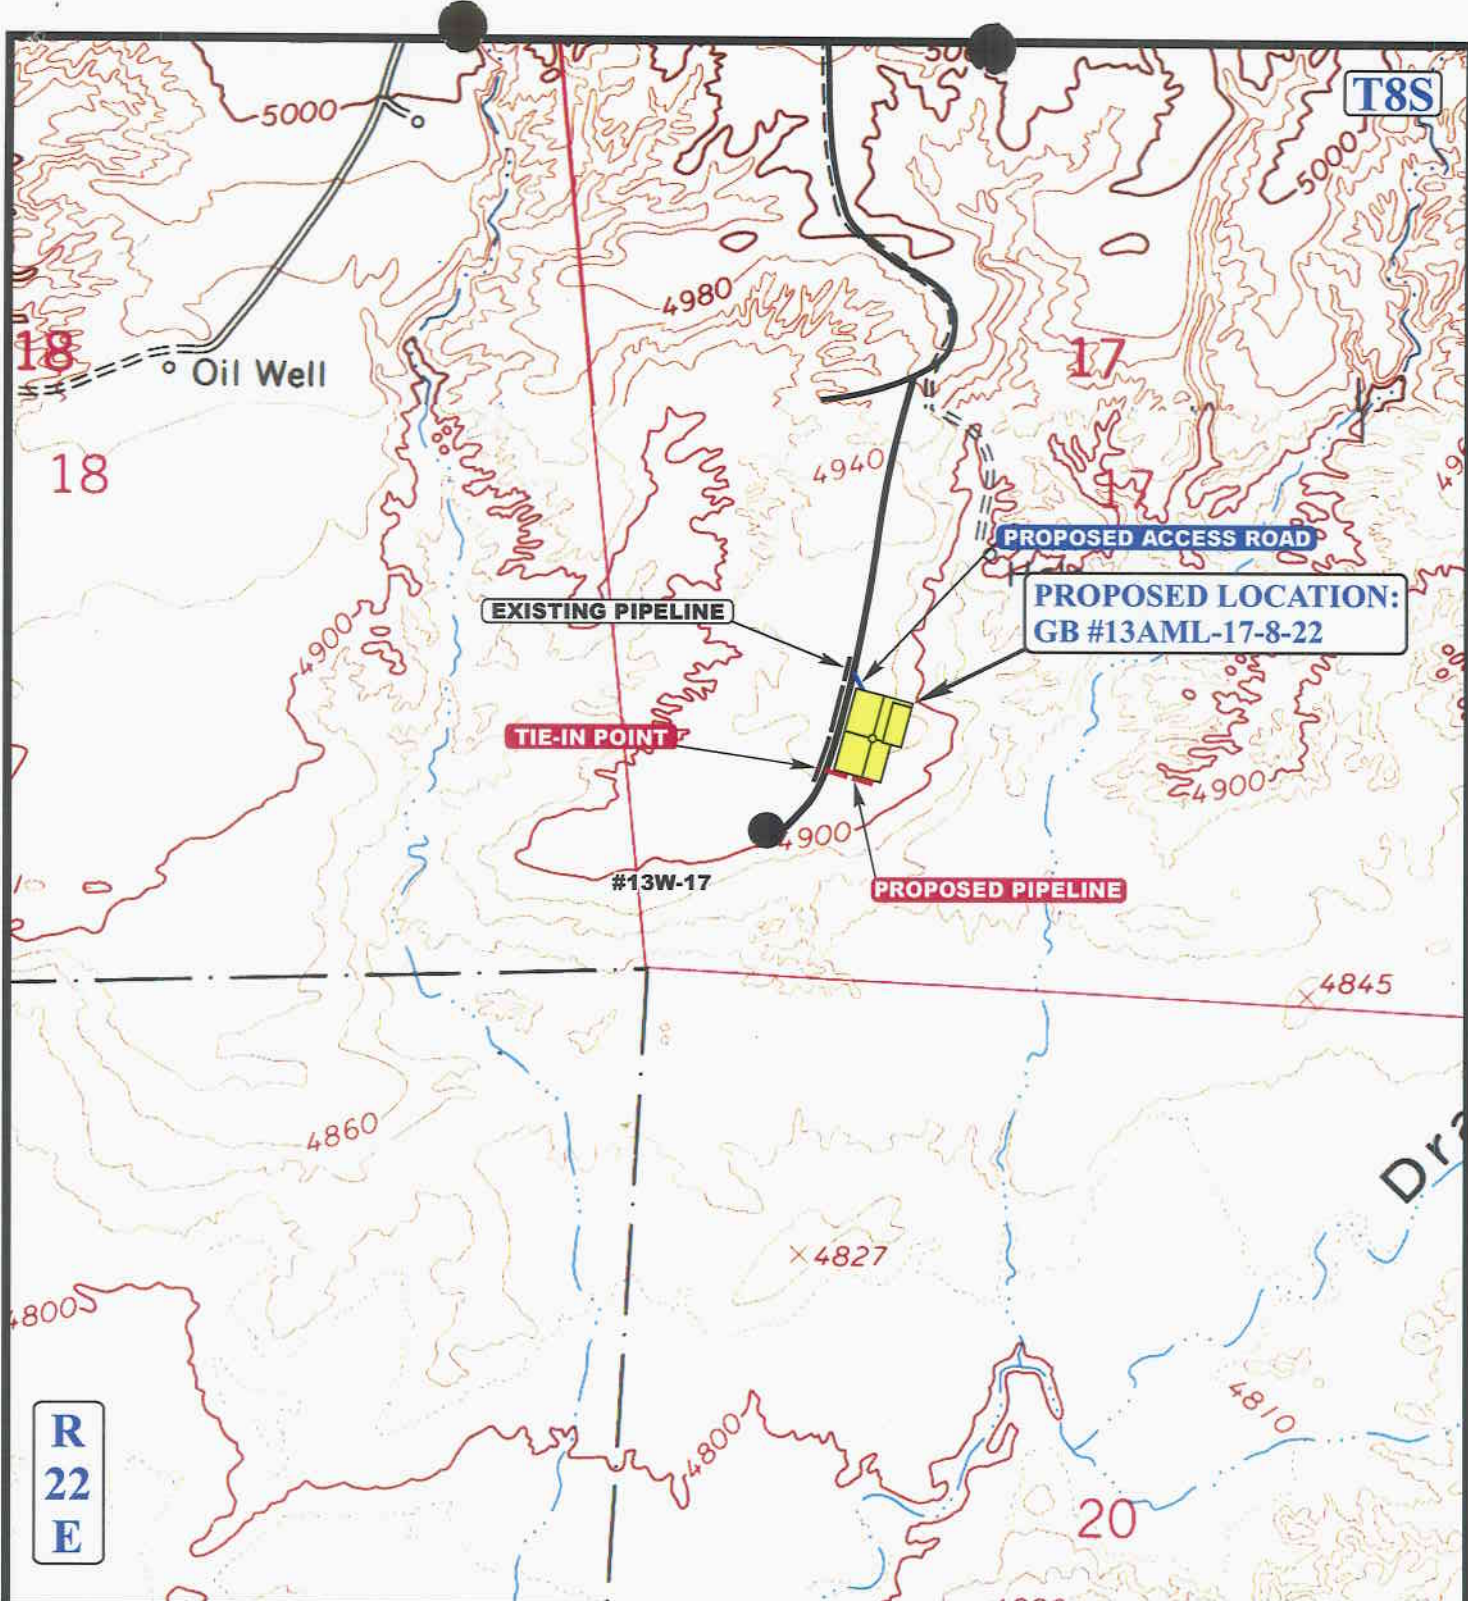 T8S
5000
5000
4980
18
Oil Well
17
18
4940
17
PROPOSED ACCESS ROAD
EXISTING PIPELINE
PROPOSED LOCATION:
GB #13AML-17-8-22
4900
TIE-IN POINT
4900
4900
#13W-17
PROPOSED PIPELINE
4845
4860
4827
4800
4810
4800
R
22
E
20